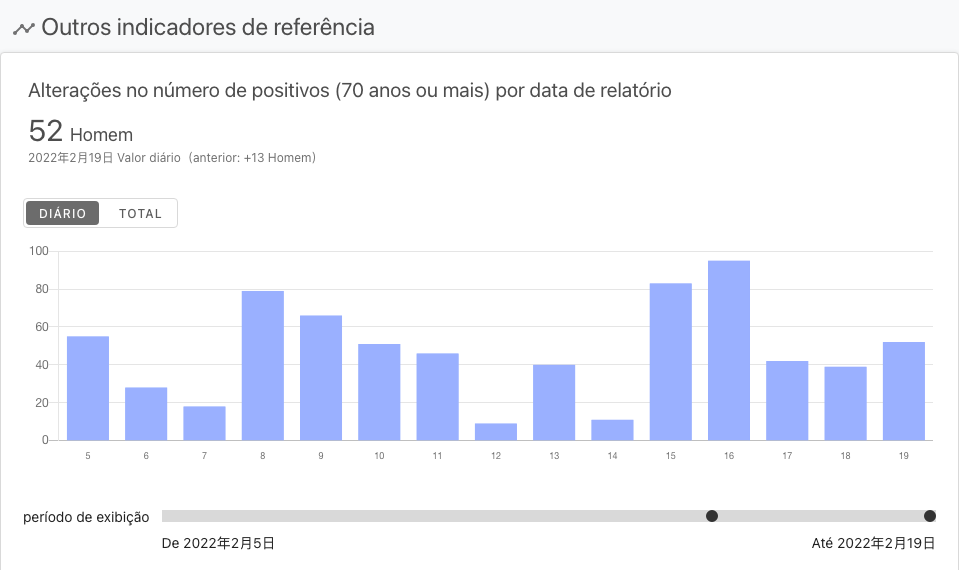 Outros indicadores de referência
Alterações no número de positivos (70 anos ou mais) por data de relatório
52 Homem
2022年2月19日 Valor diário（anterior: +13 Homem）
DIÁRIO TOTAL
100
80
60
40
20
0
5 6 7 8 9 10 11 12 13 14 15 16 17 18 19
período de exibição
De 2022年2月5日 Até 2022年2月19日